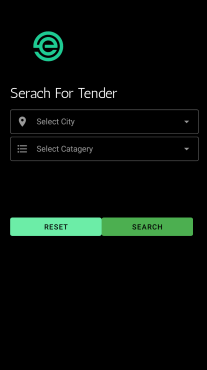 Serach For Tender
Select City
Select Catagery
RESET
SEARCH